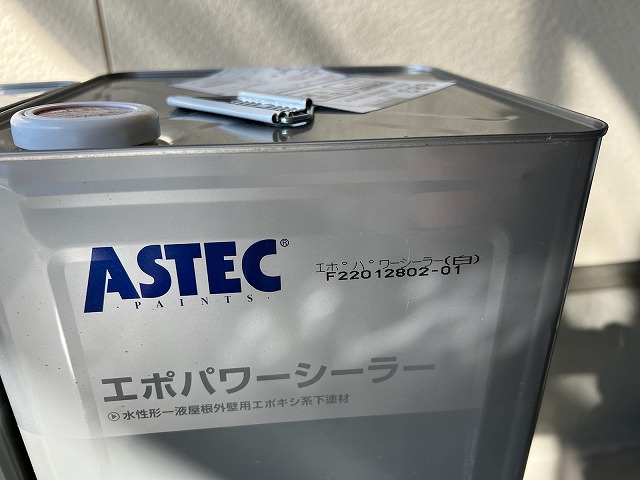 ASTEC®
・PAINTS・
エポパワーシーラー(白)
F22012802-01
エポパワーシーラー
水性形一液屋根外壁用エポキシ系下塗材